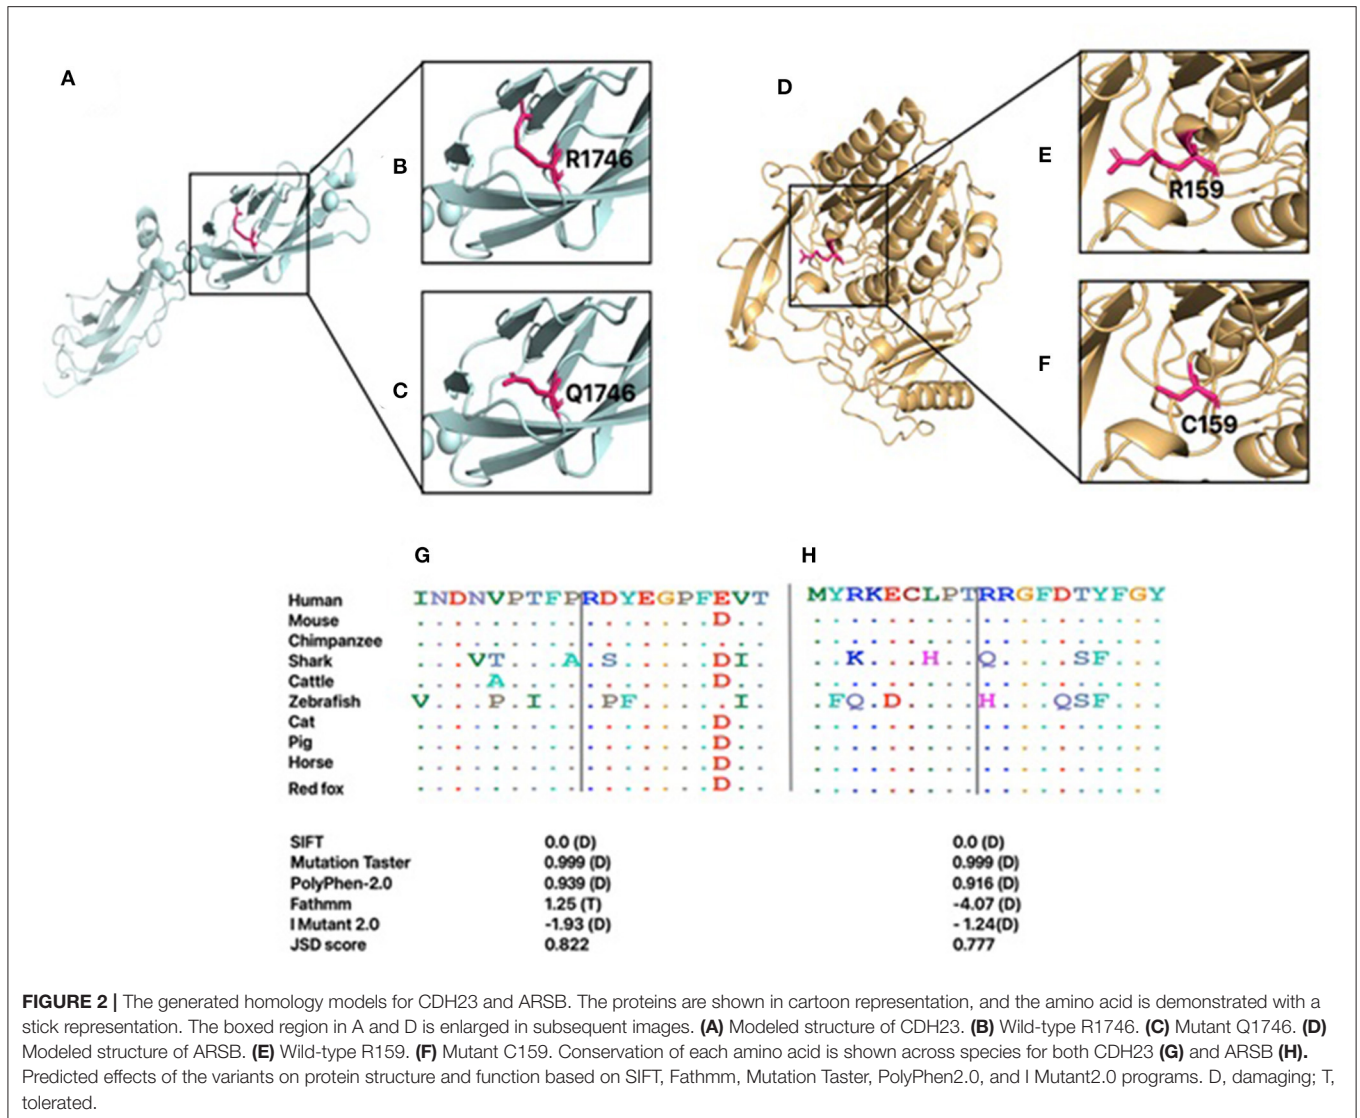 A
B
R1746
C
Q1746
D
E
R159
F
C159
G
H
Human INDNVPTFPRDYEGPFEVT MYRKECLPTRRGFDTYFGY
Mouse . . . . . . . . . . . . . . . . D . . . . . . . . . . . . . . . . . . . . .
Chimpanzee . . . . . . . . . . . . . . . . . . . . . . . . . . . . . . . . . . . . . .
Shark . . . V T . . . A . S . . . . . D I . . . K . . . H . . Q . . . . S F . . .
Cattle . . . . A . . . . . . . . . . . D . . . . . . . . . . . . . . . . . . . . .
Zebrafish V . . . P . I . . . P F . . . . . I . . F Q . D . . . . H . . . Q S F . . .
Cat . . . . . . . . . . . . . . . . D . . . . . . . . . . . . . . . . . . . . .
Pig . . . . . . . . . . . . . . . . D . . . . . . . . . . . . . . . . . . . . .
Horse . . . . . . . . . . . . . . . . D . . . . . . . . . . . . . . . . . . . . .
Red fox . . . . . . . . . . . . . . . . D . . . . . . . . . . . . . . . . . . . . .
SIFT 0.0 (D) 0.0 (D)
Mutation Taster 0.999 (D) 0.999 (D)
PolyPhen-2.0 0.939 (D) 0.916 (D)
Fathmm 1.25 (T) -4.07 (D)
I Mutant 2.0 -1.93 (D) - 1.24(D)
JSD score 0.822 0.777
FIGURE 2 | The generated homology models for CDH23 and ARSB. The proteins are shown in cartoon representation, and the amino acid is demonstrated with a
stick representation. The boxed region in A and D is enlarged in subsequent images. (A) Modeled structure of CDH23. (B) Wild-type R1746. (C) Mutant Q1746. (D)
Modeled structure of ARSB. (E) Wild-type R159. (F) Mutant C159. Conservation of each amino acid is shown across species for both CDH23 (G) and ARSB (H).
Predicted effects of the variants on protein structure and function based on SIFT, Fathmm, Mutation Taster, PolyPhen2.0, and I Mutant2.0 programs. D, damaging; T,
tolerated.